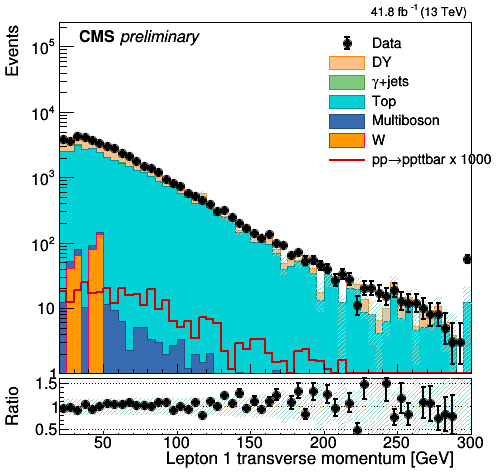 41.8 fb⁻¹ (13 TeV)
CMS preliminary
Events
10⁵
10⁴
10³
10²
10
1
Data
DY
γ+jets
Top
Multiboson
W
pp→ppttbar x 1000
Ratio
1.5
1
0.5
50 100 150 200 250 300
Lepton 1 transverse momentum [GeV]